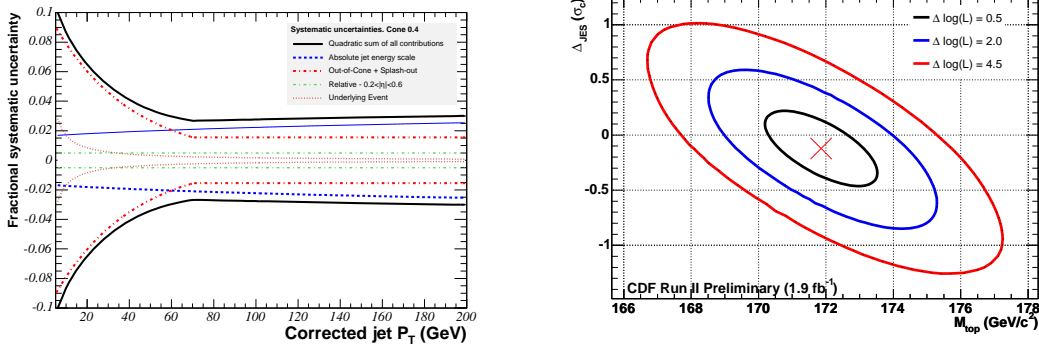 Fractional systematic uncertainty
0.1
0.08
0.06
0.04
0.02
0
-0.02
-0.04
-0.06
-0.08
-0.1
Systematic uncertainties. Cone 0.4
Quadratic sum of all contributions
Absolute jet energy scale
Out-of-Cone + Splash-out
Relative - 0.2<|η|<0.6
Underlying Event
20 40 60 80 100 120 140 160 180 200
Corrected jet P_T (GeV)
Δ_JES (σ_c)
1
0.5
0
-0.5
-1
Δ log(L) = 0.5
Δ log(L) = 2.0
Δ log(L) = 4.5
CDF Run II Preliminary (1.9 fb⁻¹)
166 168 170 172 174 176 178
M_top (GeV/c²)